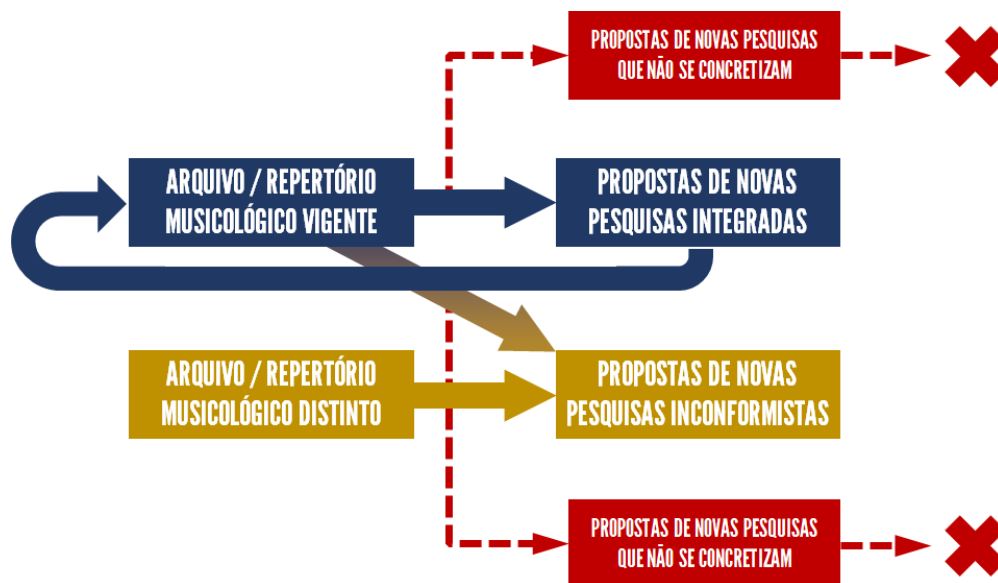 PROPOSTAS DE NOVAS PESQUISAS
QUE NÃO SE CONCRETIZAM
ARQUIVO / REPERTÓRIO
MUSICOLÓGICO VIGENTE
PROPOSTAS DE NOVAS
PESQUISAS INTEGRADAS
ARQUIVO / REPERTÓRIO
MUSICOLÓGICO DISTINTO
PROPOSTAS DE NOVAS
PESQUISAS INCONFORMISTAS
PROPOSTAS DE NOVAS PESQUISAS
QUE NÃO SE CONCRETIZAM